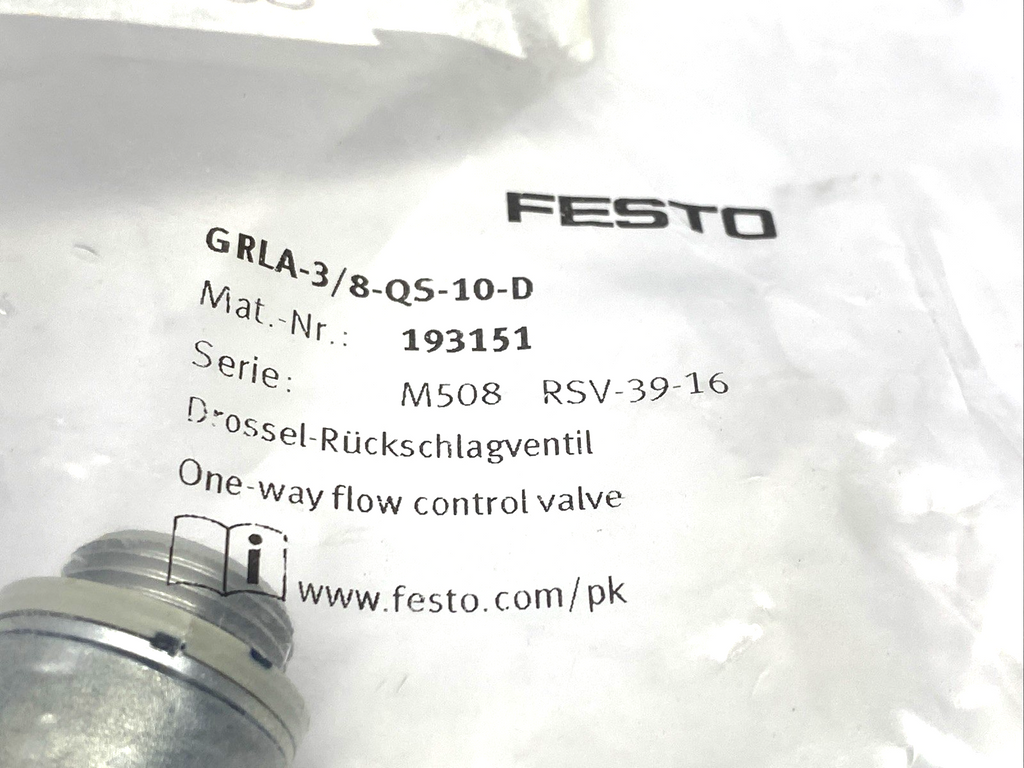 FESTO
GRLA-3/8-QS-10-D
Mat.-Nr.: 193151
Serie: M508 RSV-39-16
Drossel-Rückschlagventil
One-way flow control valve
i www.festo.com/pk